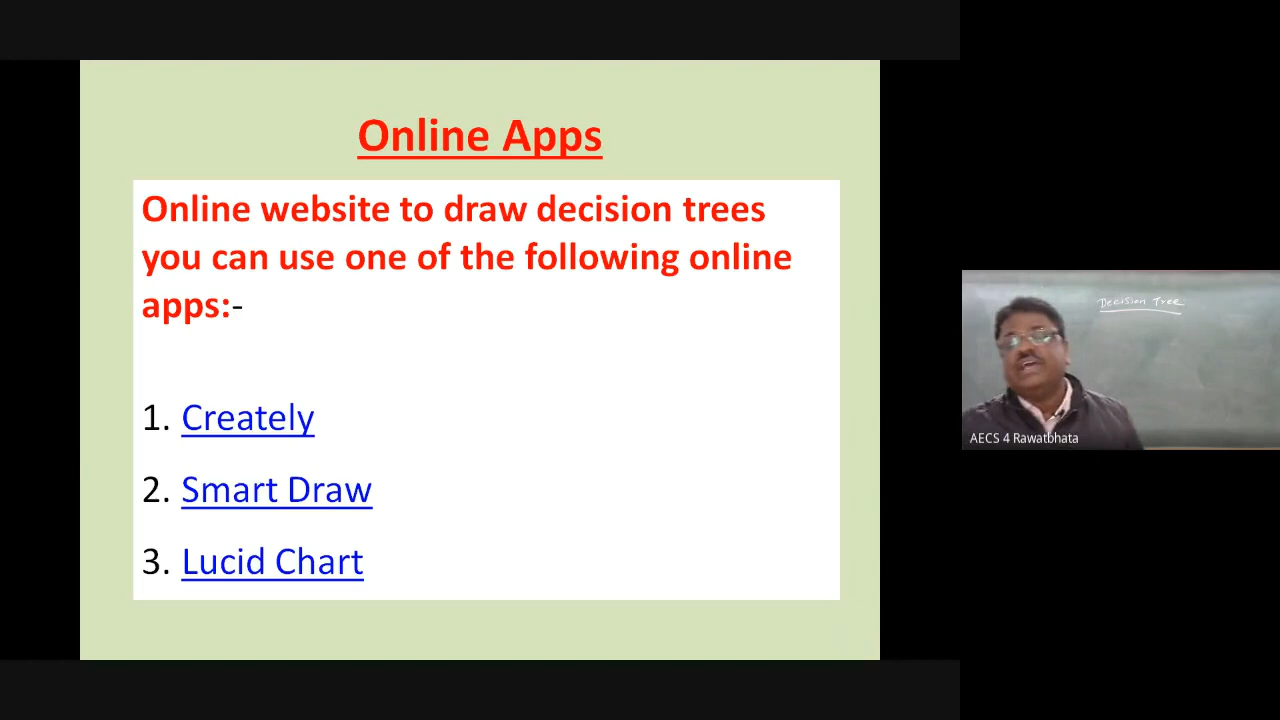 Online Apps
Online website to draw decision trees
you can use one of the following online
apps:-
1. Creately
2. Smart Draw
3. Lucid Chart
Decision Tree
AECS 4 Rawatbhata